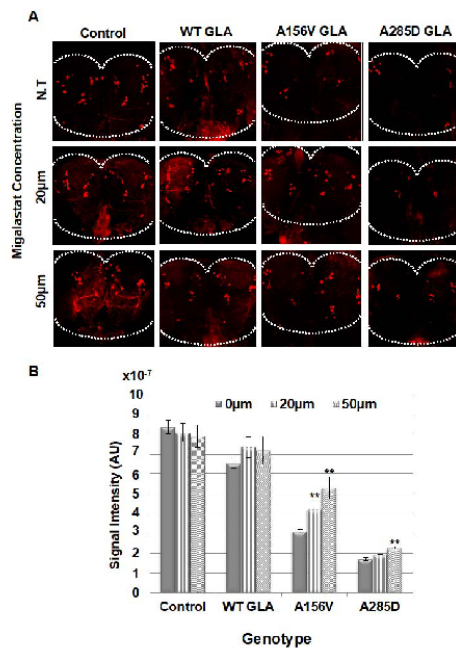 A
Control WT GLA A156V GLA A285D GLA
Migalastat Concentration
N.T
20µm
50µm
B
x10-7
0µm 20µm 50µm
10
9
8
7
6
5
4
3
2
1
0
Signal Intensity (AU)
**
**
**
Control WT GLA A156V A285D
Genotype